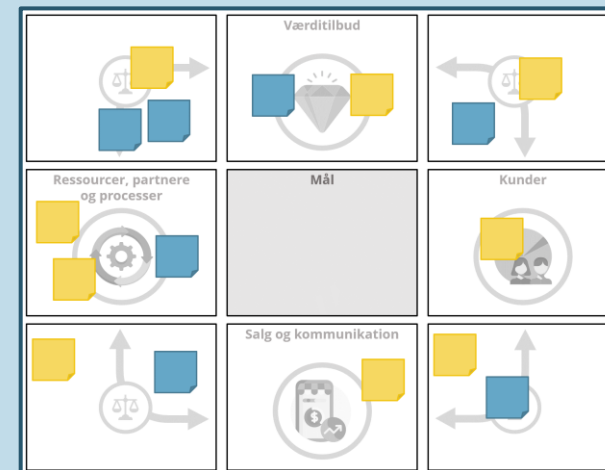 Værditilbud
Ressourcer, partnere
og processer
Mål
Kunder
Salg og kommunikation
$